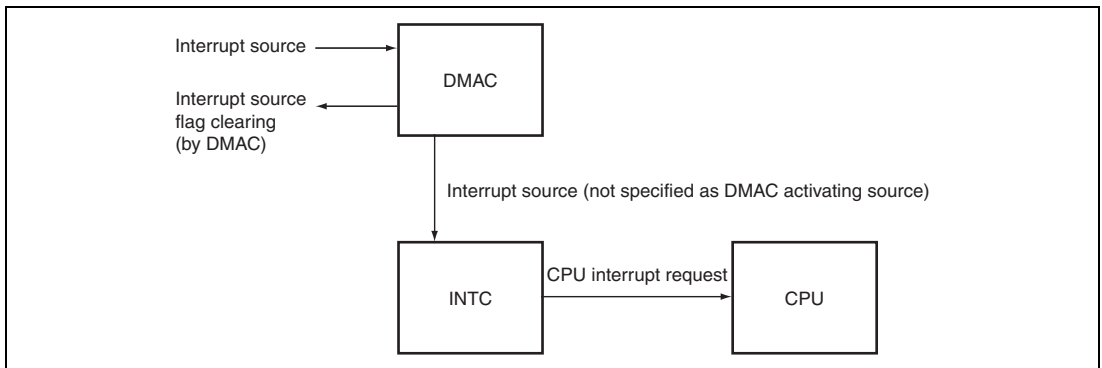 Interrupt source
DMAC
Interrupt source
flag clearing
(by DMAC)
Interrupt source (not specified as DMAC activating source)
INTC
CPU interrupt request
CPU